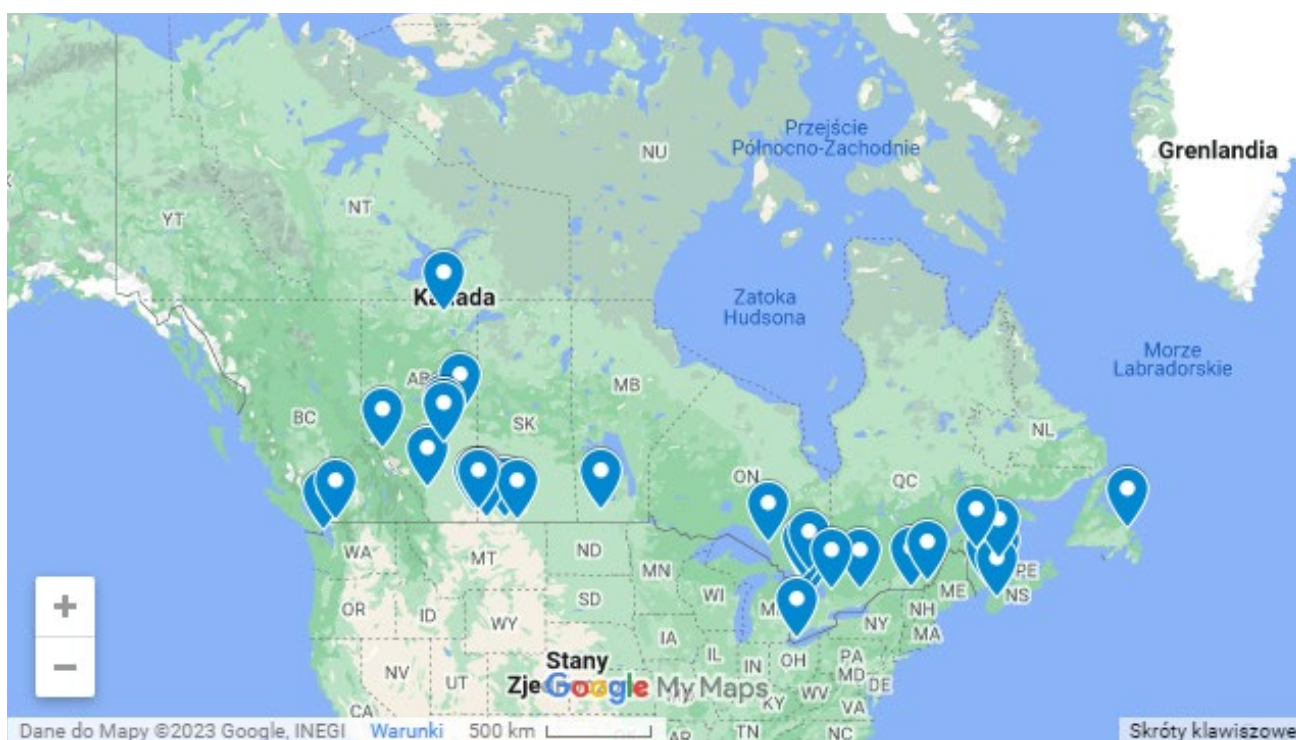 Przejście
Północno-Zachodnie
NU
Grenlandia
YT
NT
Kanada
Zatoka
Hudsona
Morze
Labradorskie
MB
BC
SK
NL
ON
QC
WA
MT
ND
MN
PE
NS
ME
OR
ID
SD
WI
NH
NY
MA
WY
IA
IL
IN
OH
PA
MD
DE
NV
UT
Stany
KY
WV
VA
CA
Google My Maps
TN
NC
AR
Dane do Mapy ©2023 Google, INEGI Warunki 500 km Skróty klawiszowe